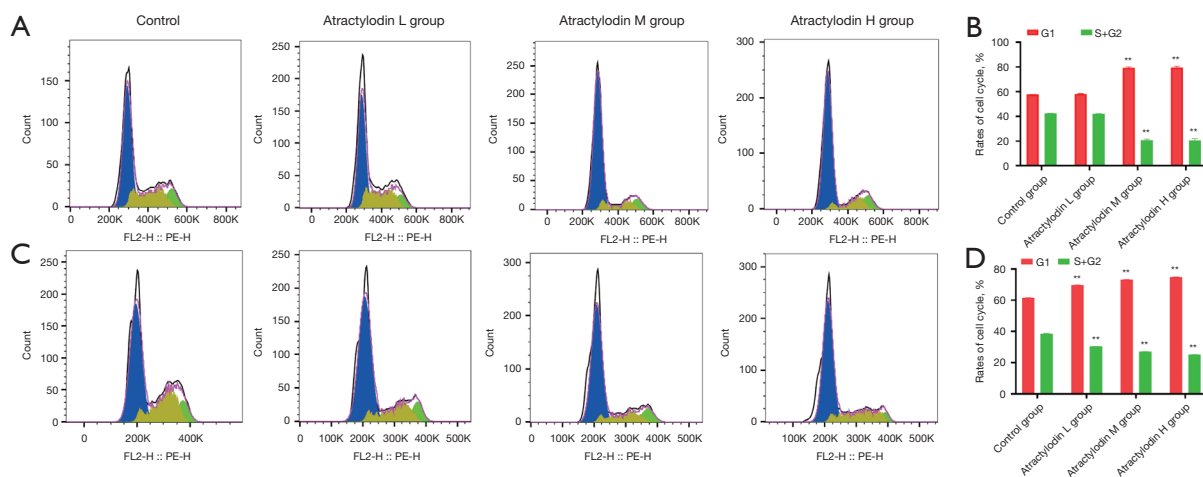 A
Control
Atractylodin L group
Atractylodin M group
Atractylodin H group
Count
150
100
50
0
200K 400K 600K 800K
FL2-H :: PE-H
Count
250
200
150
100
50
0
0 200K 400K 600K 800K
FL2-H :: PE-H
Count
300
250
200
150
100
50
0
0 200K 400K 600K 800K
FL2-H :: PE-H
Count
300
200
100
0
0 200K 400K 600K 800K
FL2-H :: PE-H
B
G1 S+G2
Rates of cell cycle, %
100
80
60
40
20
0
** **
** **
Control group
Atractylodin L group
Atractylodin M group
Atractylodin H group
C
Count
250
200
150
100
50
0
0 200K 400K
FL2-H :: PE-H
Count
250
200
150
100
50
0
0 100K 200K 300K 400K 500K
FL2-H :: PE-H
Count
300
200
100
0
0 100K 200K 300K 400K 500K
FL2-H :: PE-H
Count
300
200
100
0
100K 200K 300K 400K 500K
FL2-H :: PE-H
D
G1 S+G2
Rates of cell cycle, %
80
60
40
20
0
** ** **
** ** **
Control group
Atractylodin L group
Atractylodin M group
Atractylodin H group